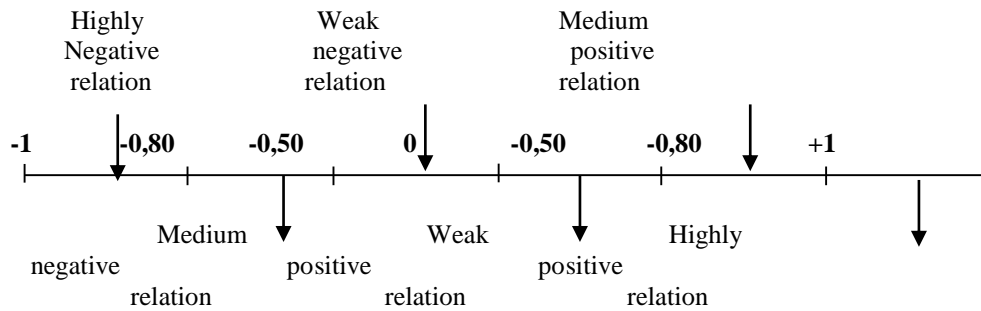 Highly Weak Medium
Negative negative positive
relation relation relation
-1 -0,80 -0,50 0 -0,50 -0,80 +1
Medium Weak Highly
negative positive positive
relation relation relation